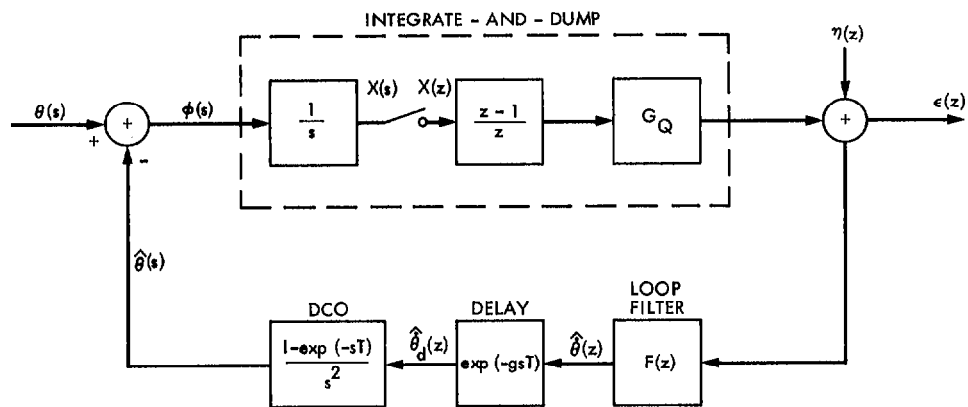 INTEGRATE - AND - DUMP
η(z)
θ(s)
+
+
-
ϕ(s)
1
s
X(s)
X(z)
z - 1
z
G_Q
+
ϵ(z)
θ̂(s)
DCO
1-exp (-sT)
s²
θ̂̇_d(z)
DELAY
exp (-gsT)
θ̂̇(z)
LOOP
FILTER
F(z)